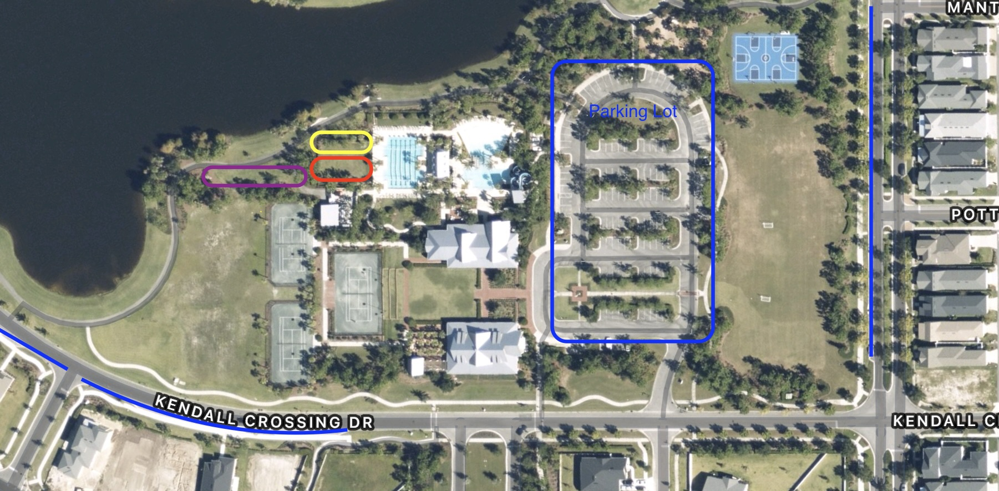 MANT
Parking Lot
POTT
KENDALL CROSSING DR
KENDALL C